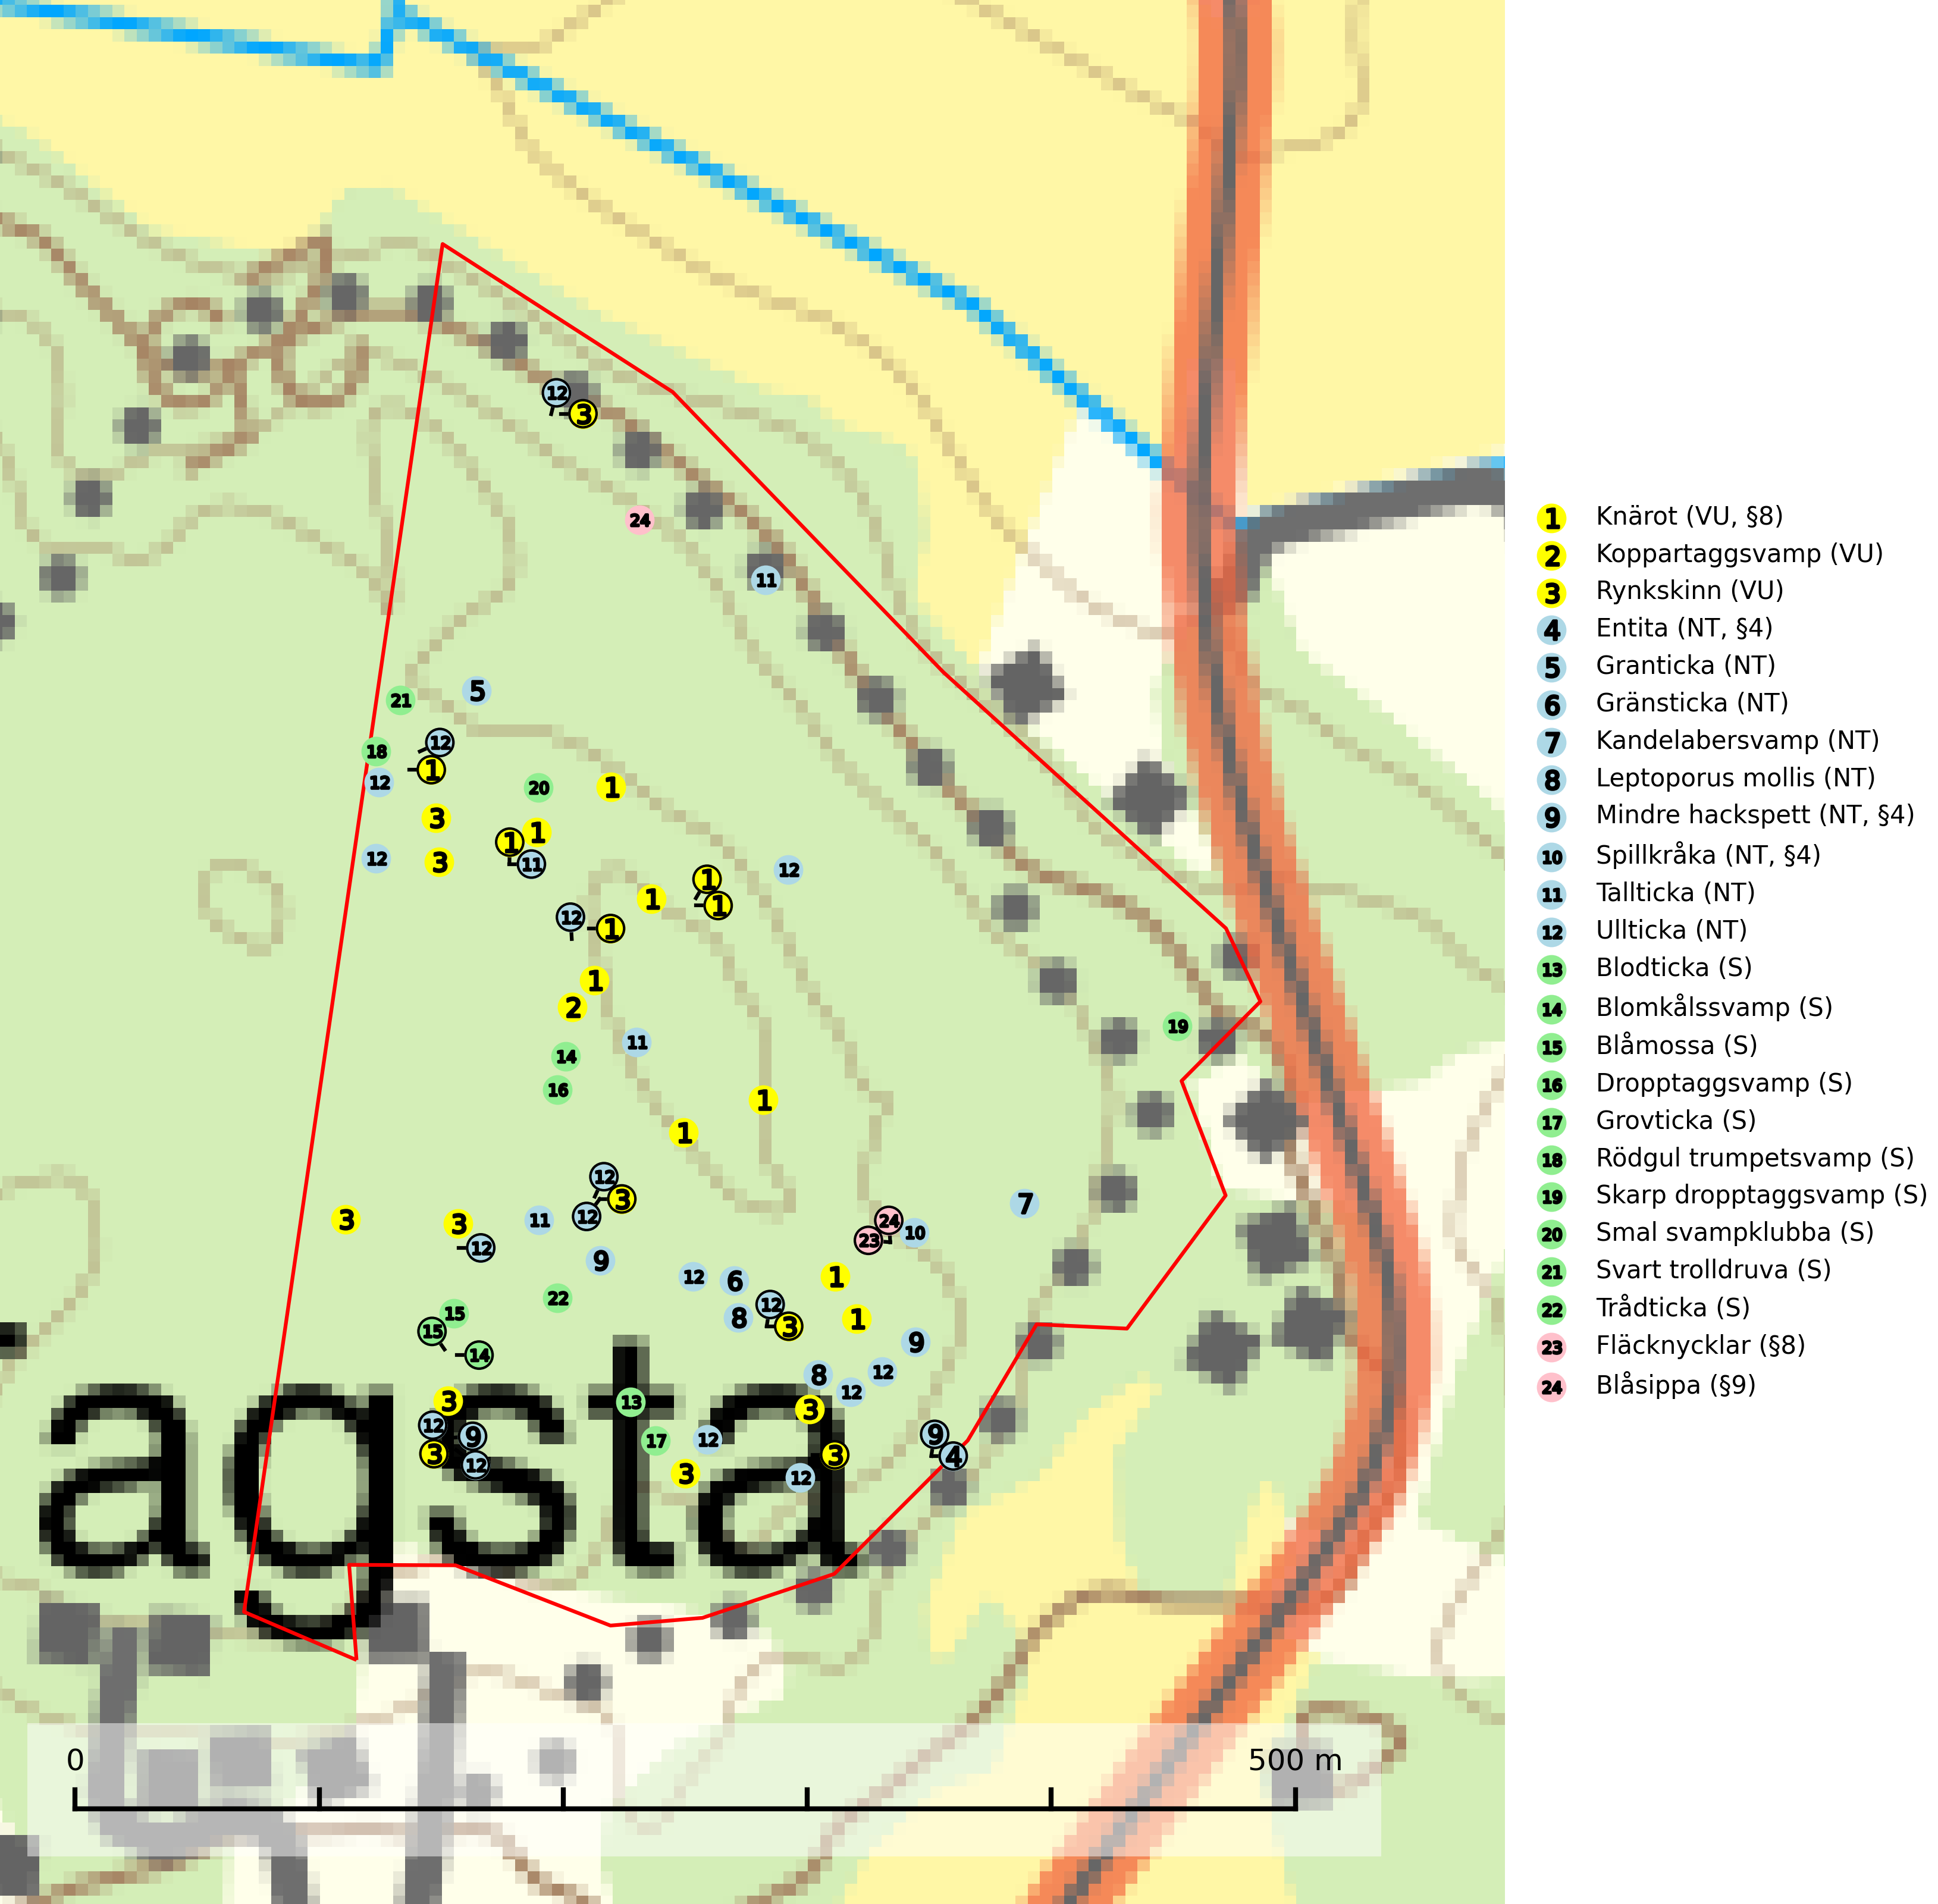 12
3
24
11
5
21
12
18
1
12
20 1
3
1
1
12 3 11 12
1
1 1
12 1
1
2
19
11
14
16
1
1
12
3 7
12
3 3 11 24
10
23
12
9
12 6 1
22
12
15 8 1
3
15
9
14
12 8
12
3 13 3
12 9 17 12 9
3 3 4
12
3 12
agsta
0 500 m
1 Knärot (VU, §8)
2 Koppartaggsvamp (VU)
3 Rynkskinn (VU)
4 Entita (NT, §4)
5 Granticka (NT)
6 Gränsticka (NT)
7 Kandelabersvamp (NT)
8 Leptoporus mollis (NT)
9 Mindre hackspett (NT, §4)
10 Spillkråka (NT, §4)
11 Tallticka (NT)
12 Ullticka (NT)
13 Blodticka (S)
14 Blomkålssvamp (S)
15 Blåmossa (S)
16 Dropptaggsvamp (S)
17 Grovticka (S)
18 Rödgul trumpetsvamp (S)
19 Skarp dropptaggsvamp (S)
20 Smal svampklubba (S)
21 Svart trolldruva (S)
22 Trådticka (S)
23 Fläcknycklar (§8)
24 Blåsippa (§9)